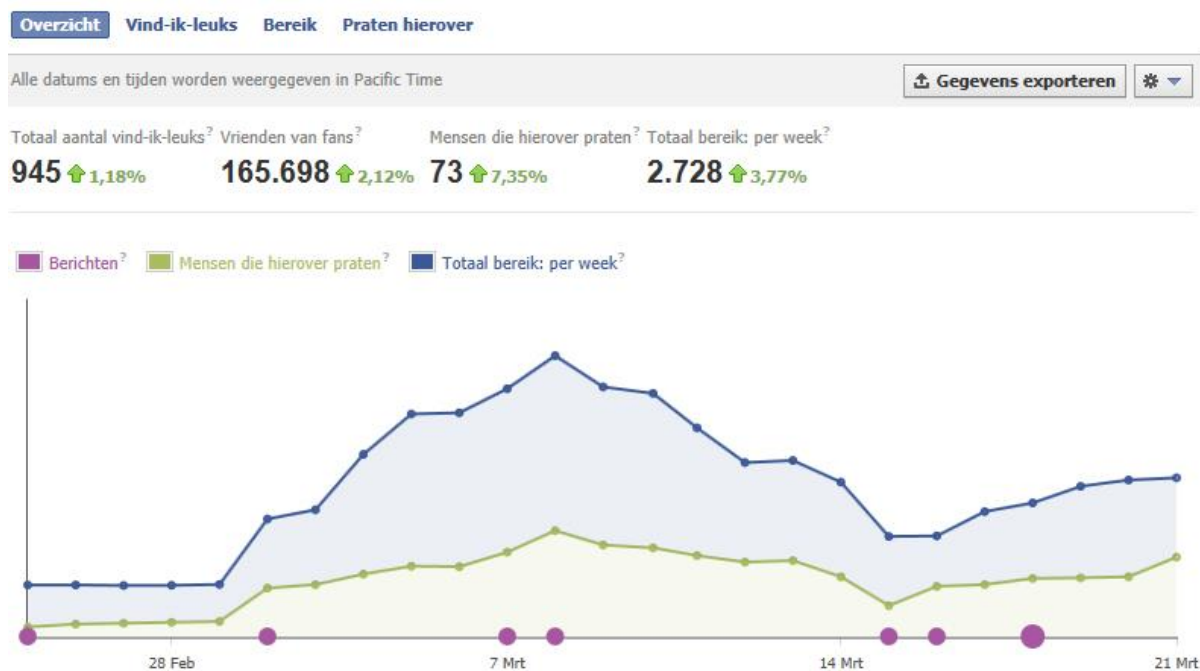 Overzicht Vind-ik-leuks Bereik Praten hierover
Alle datums en tijden worden weergegeven in Pacific Time Gegevens exporteren
Totaal aantal vind-ik-leuks? Vrienden van fans? Mensen die hierover praten? Totaal bereik: per week?
945 1,18% 165.698 2,12% 73 7,35% 2.728 3,77%
Berichten? Mensen die hierover praten? Totaal bereik: per week?
28 Feb 7 Mrt 14 Mrt 21 Mrt